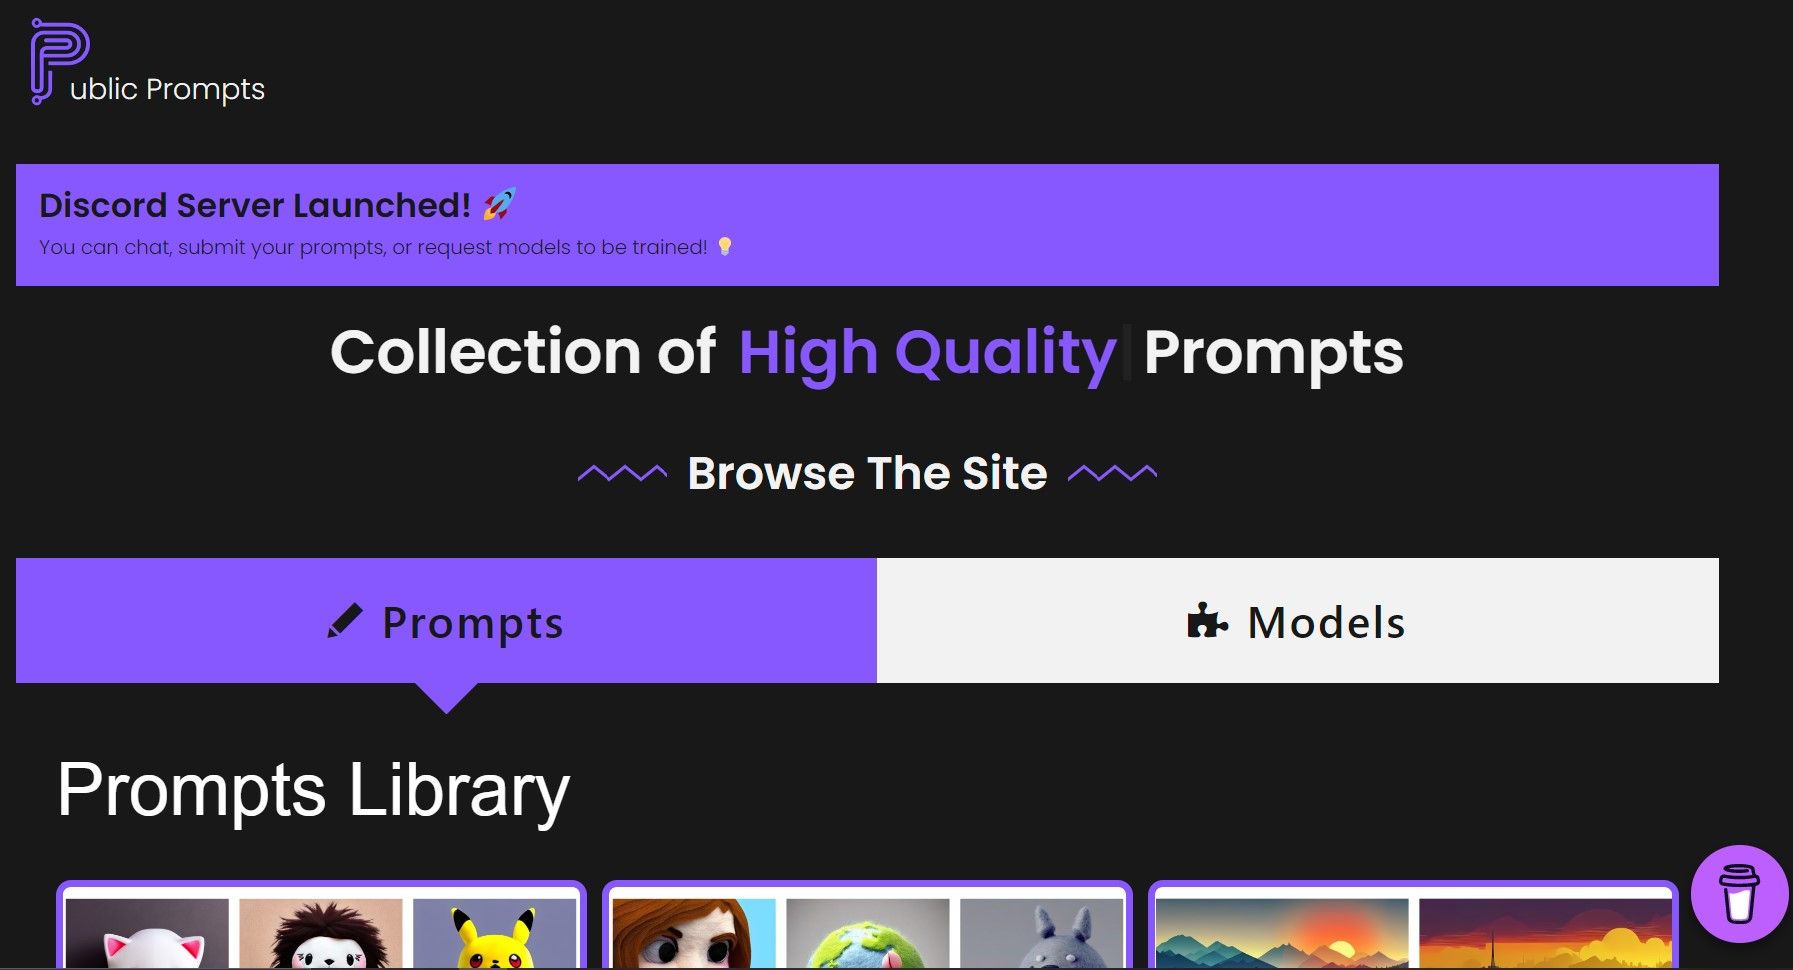 Public Prompts
Discord Server Launched! 🚀
You can chat, submit your prompts, or request models to be trained! 💡
Collection of High Quality| Prompts
Browse The Site
Prompts
Models
Prompts Library